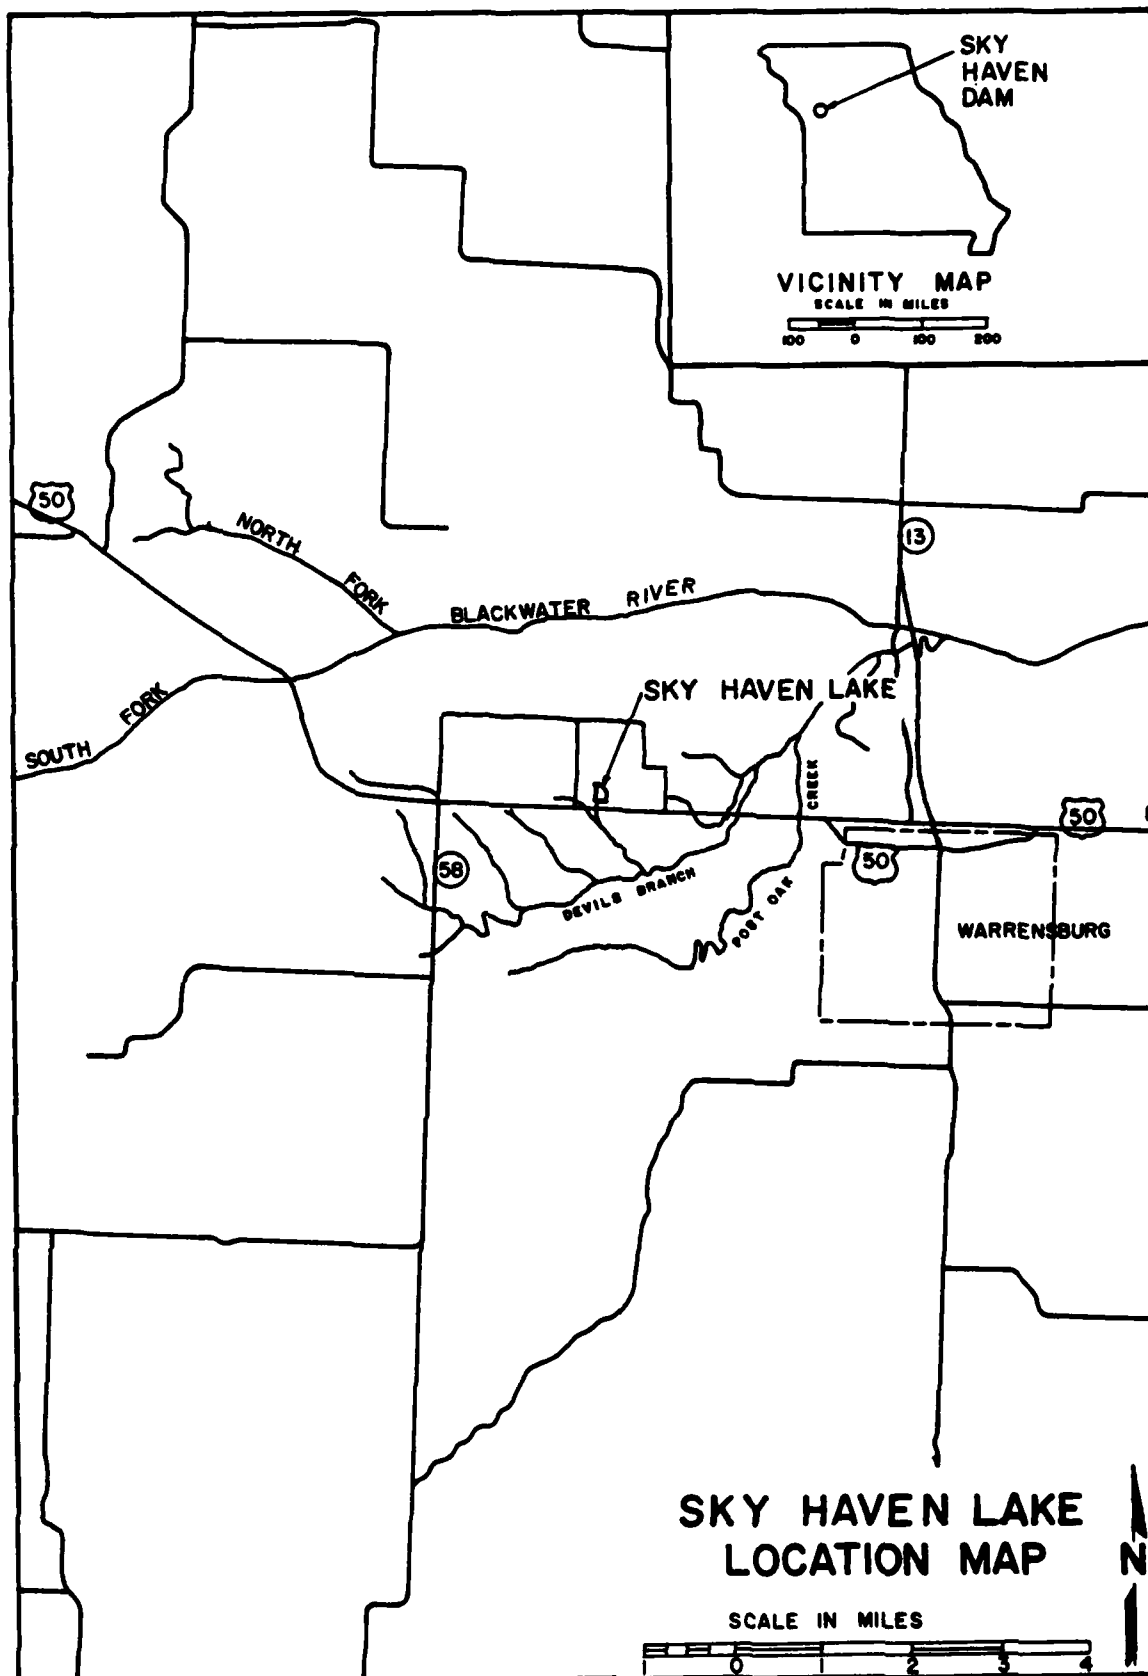 SKY
HAVEN
DAM
VICINITY MAP
SCALE IN MILES
100 0 100 200
50
NORTH FORK
13
BLACKWATER RIVER
SKY HAVEN LAKE
SOUTH FORK
CREEK
50
50
58
DEVILS BRANCH
POST OAK
WARRENSBURG
SKY HAVEN LAKE
LOCATION MAP
N
SCALE IN MILES
1 0 1 2 3 4